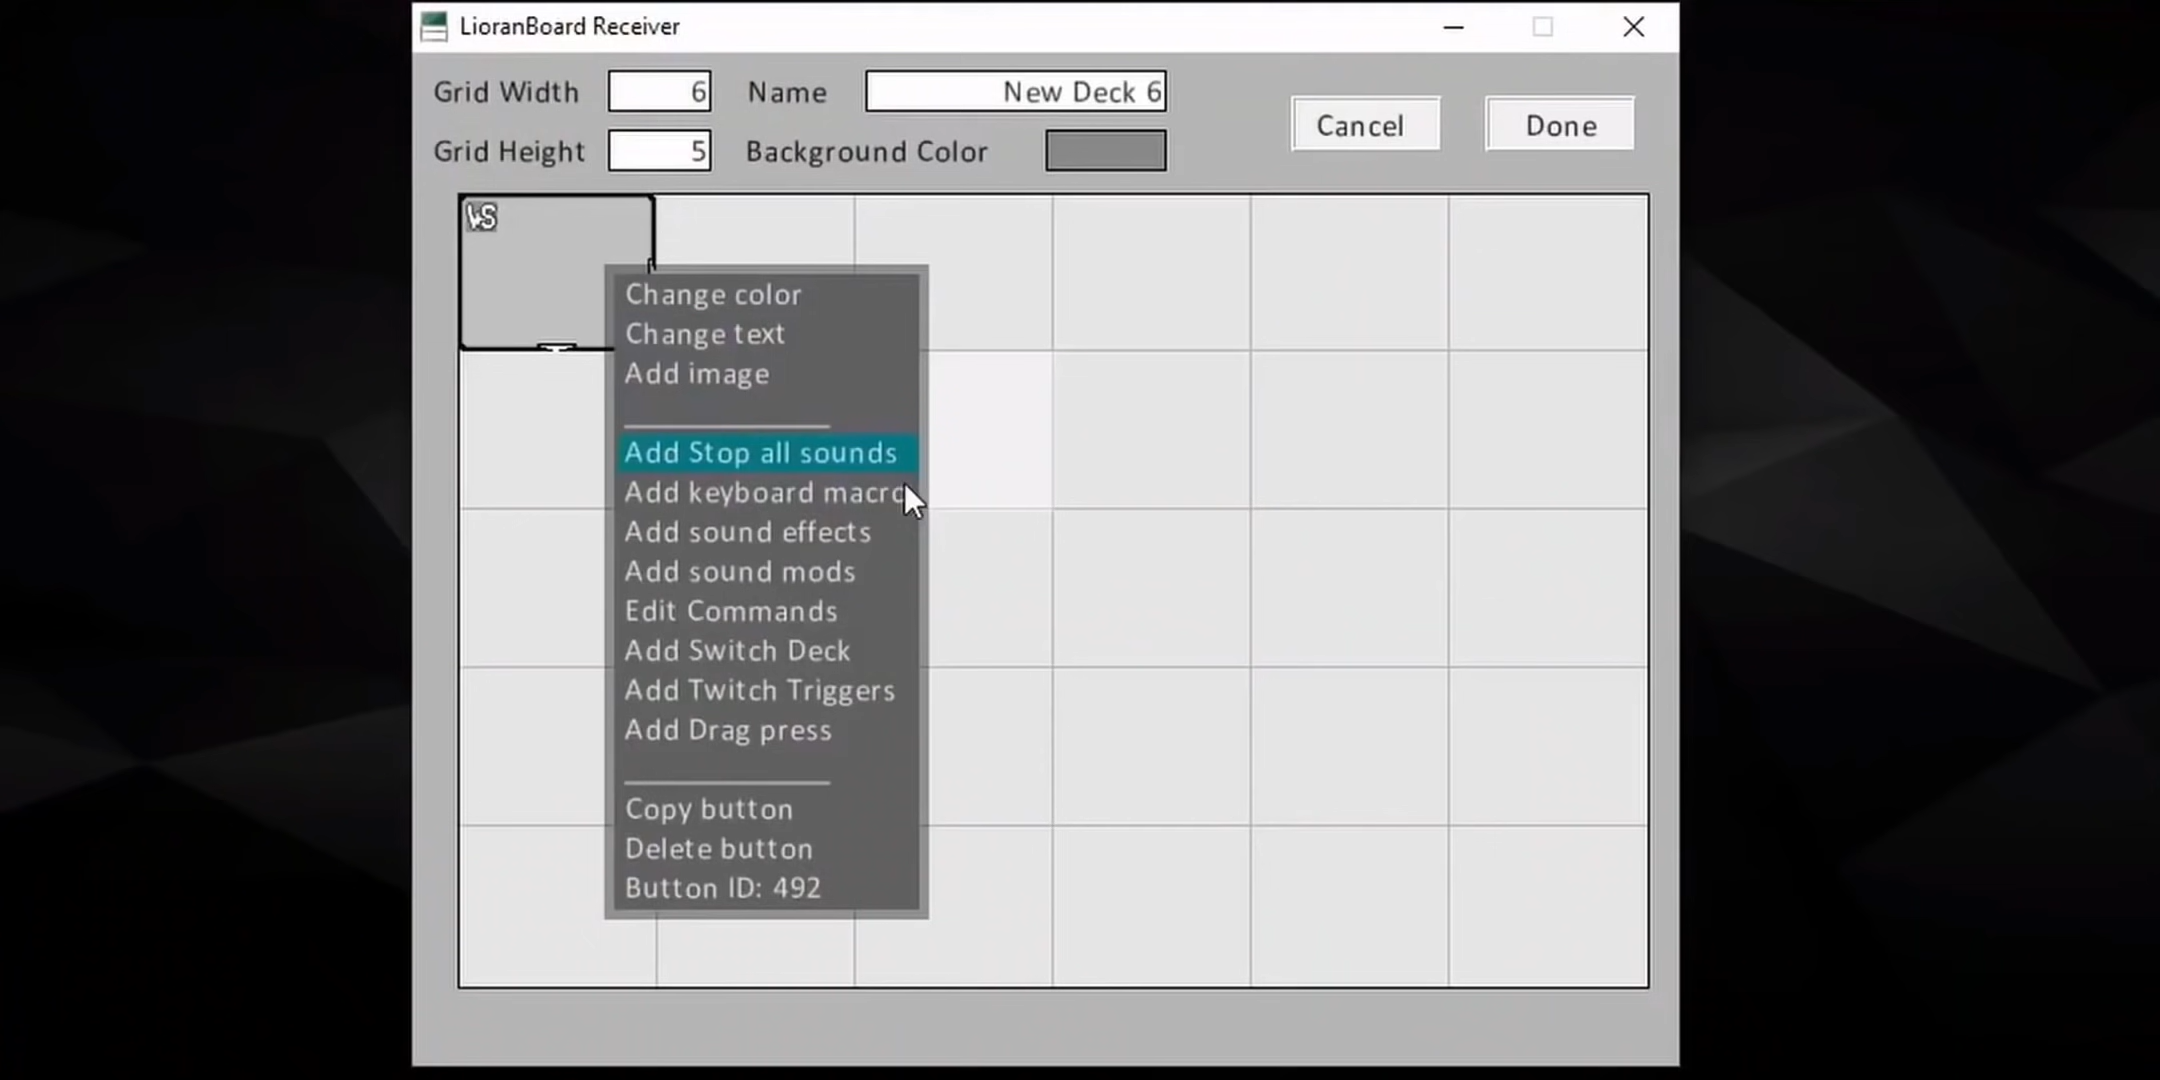 LioranBoard Receiver
Grid Width 6 Name New Deck 6
Cancel Done
Grid Height 5 Background Color
Change color
Change text
Add image
Add Stop all sounds
Add keyboard macro
Add sound effects
Add sound mods
Edit Commands
Add Switch Deck
Add Twitch Triggers
Add Drag press
Copy button
Delete button
Button ID: 492